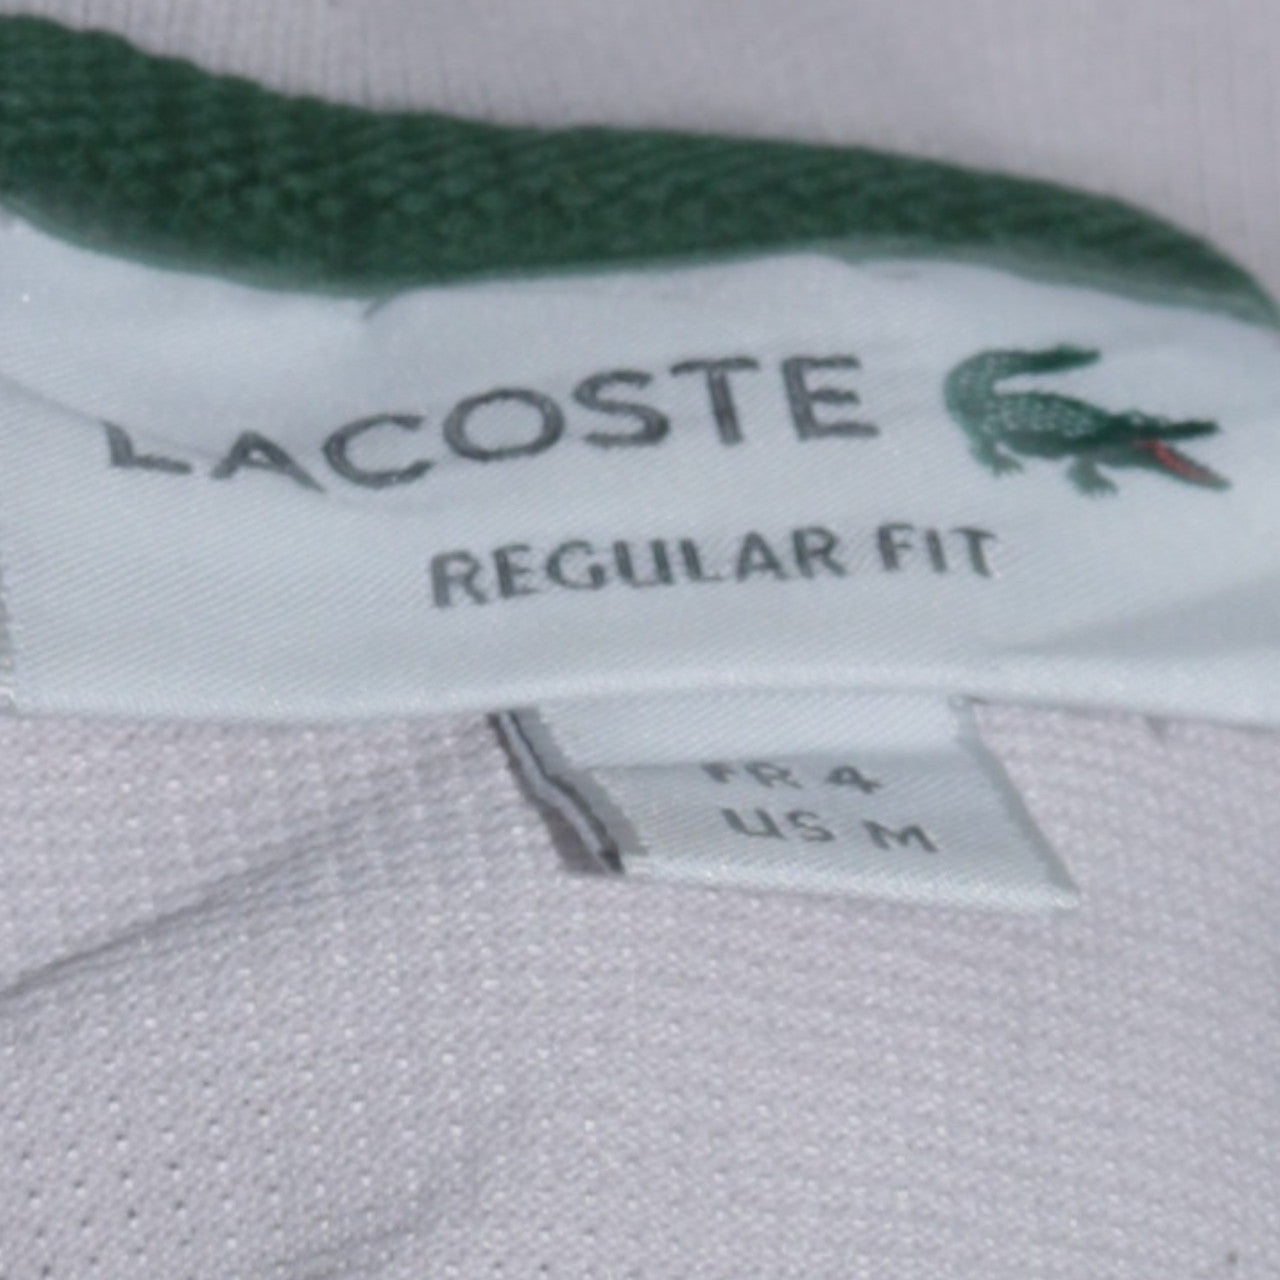 LACOSTE
REGULAR FIT
FR 4
US M